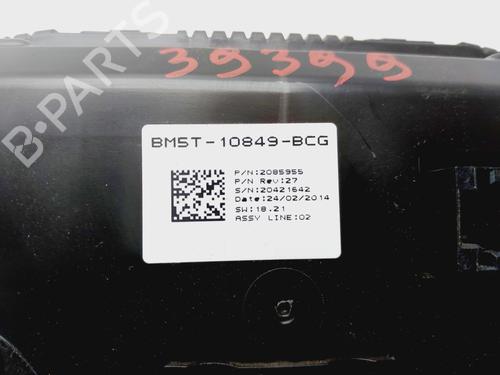 39399
BM5T-10849-BCG
P/N:2085955
P/N Rev:27
S/N:20421642
Date:24/02/2014
SW:18.21
ASSY LINE:02
B-PARTS